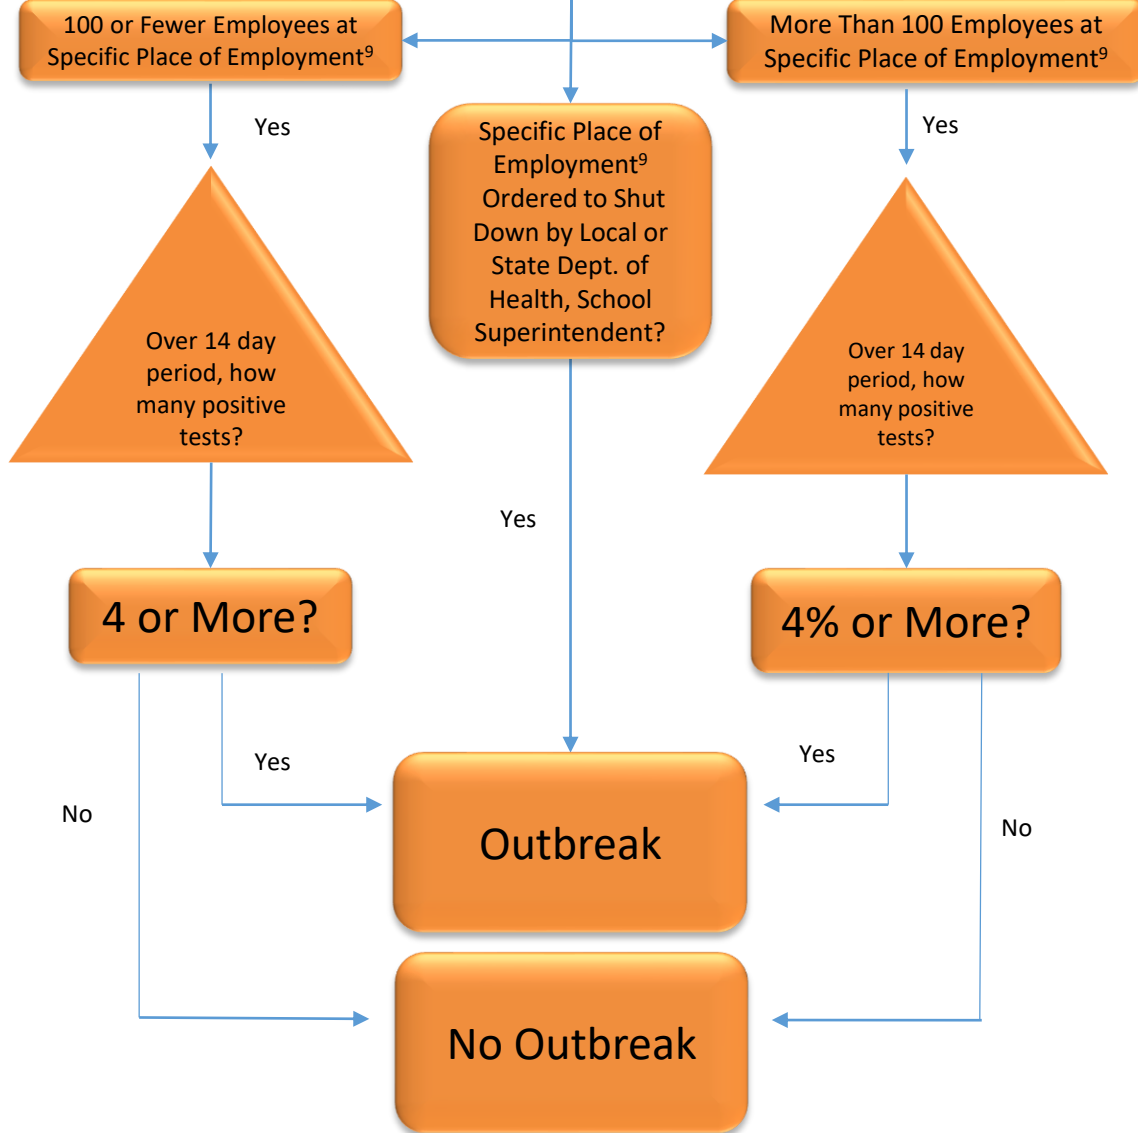 100 or Fewer Employees at
Specific Place of Employment⁹
More Than 100 Employees at
Specific Place of Employment⁹
Yes
Specific Place of
Employment⁹
Ordered to Shut
Down by Local or
State Dept. of
Health, School
Superintendent?
Yes
Over 14 day
period, how
many positive
tests?
Over 14 day
period, how
many positive
tests?
Yes
4 or More?
4% or More?
Yes
Yes
No
No
Outbreak
No Outbreak